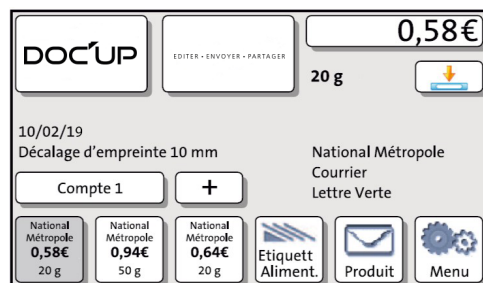 DOC'UP
EDITER • ENVOYER • PARTAGER
0,58€
20 g
10/02/19
Décalage d'empreinte 10 mm
National Métropole
Courrier
Lettre Verte
Compte 1
+
National
Métropole
0,58€
20 g
National
Métropole
0,94€
50 g
National
Métropole
0,64€
20 g
Etiquett
Aliment.
Produit
Menu